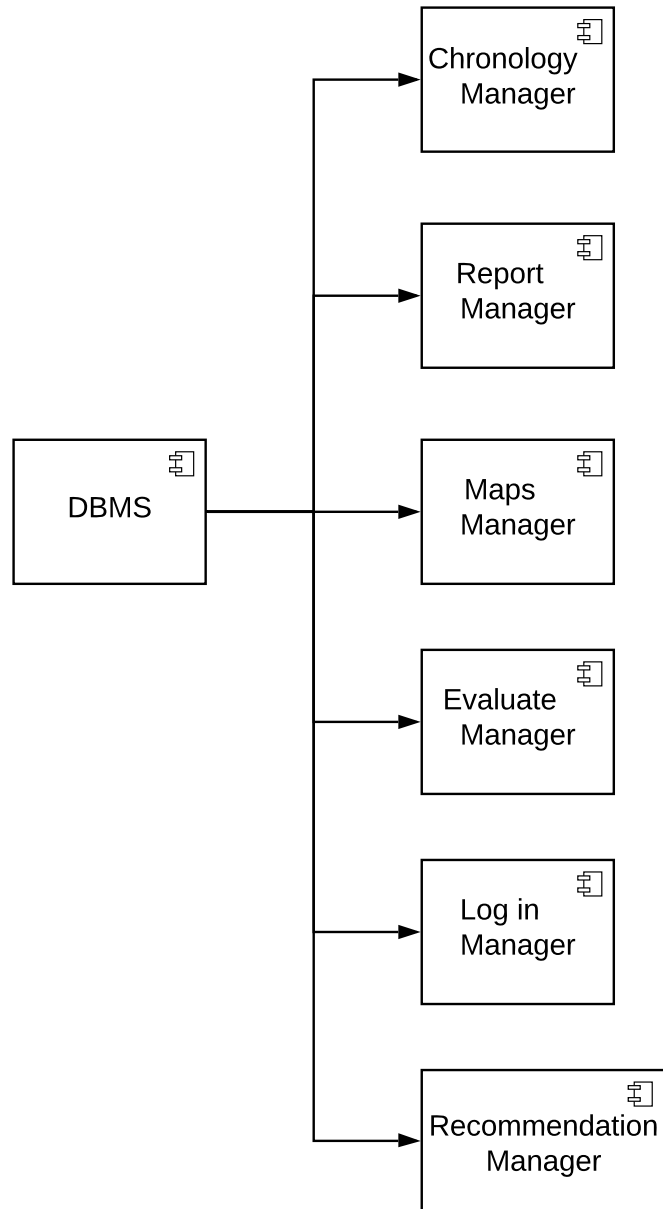 Chronology
Manager
Report
Manager
Maps
Manager
DBMS
Evaluate
Manager
Log in
Manager
Recommendation
Manager